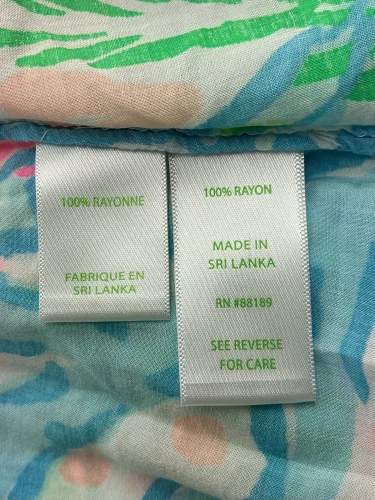 100% RAYONNE
FABRIQUE EN
SRI LANKA
100% RAYON
MADE IN
SRI LANKA
RN #88189
SEE REVERSE
FOR CARE